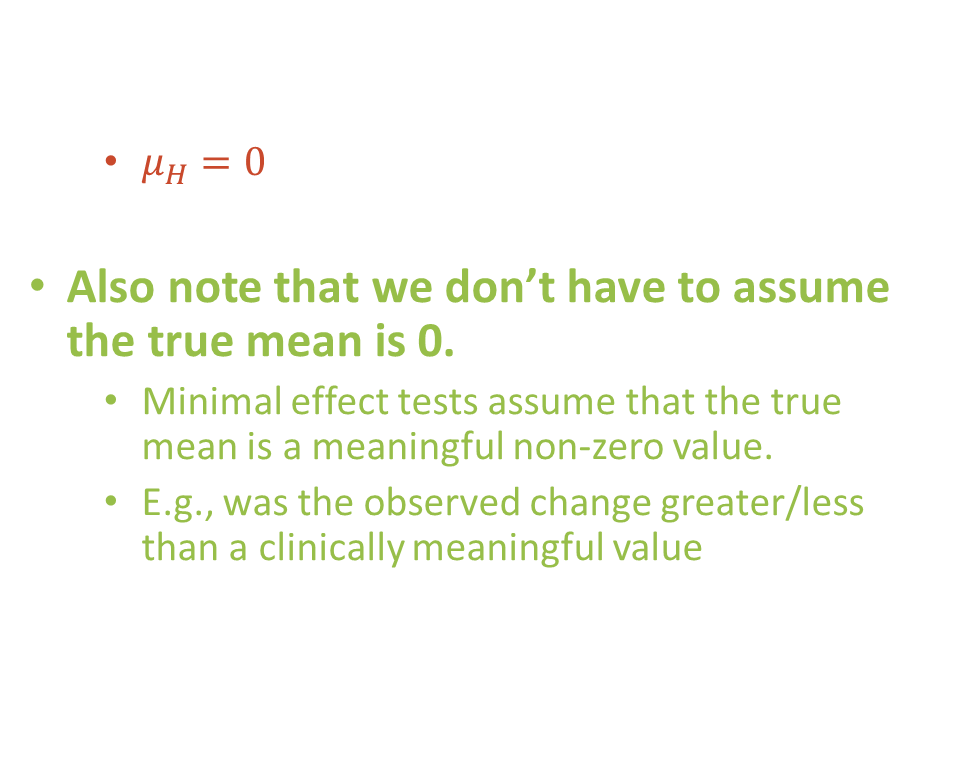 • μH = 0
• Also note that we don’t have to assume
the true mean is 0.
• Minimal effect tests assume that the true
mean is a meaningful non-zero value.
• E.g., was the observed change greater/less
than a clinically meaningful value